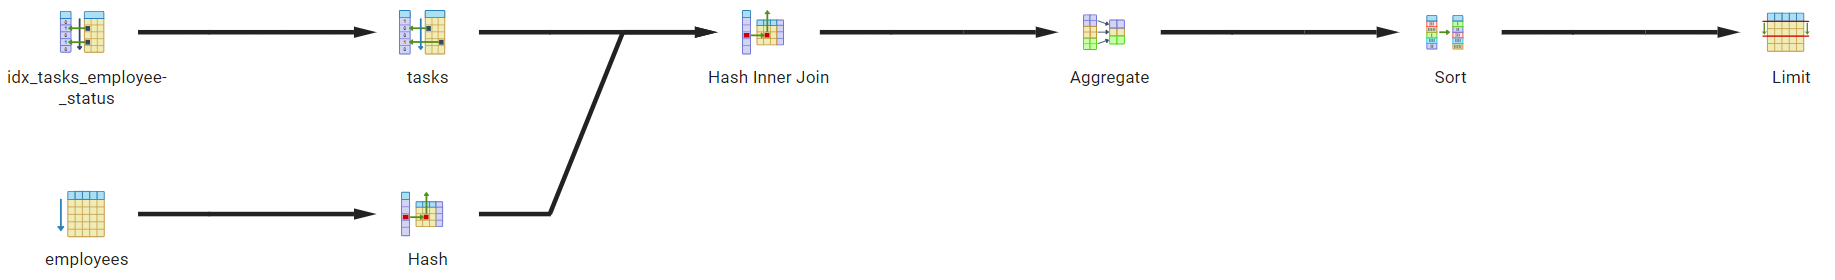 idx_tasks_employee-
_status
tasks
Hash Inner Join
Aggregate
Sort
Limit
employees
Hash